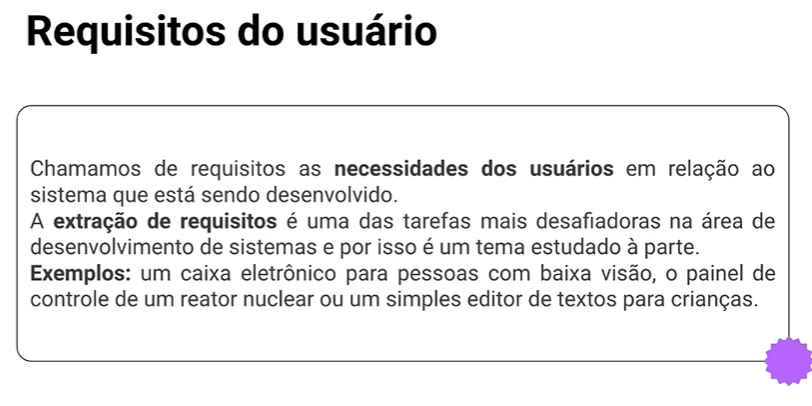 Requisitos do usuário
Chamamos de requisitos as necessidades dos usuários em relação ao
sistema que está sendo desenvolvido.
A extração de requisitos é uma das tarefas mais desafiadoras na área de
desenvolvimento de sistemas e por isso é um tema estudado à parte.
Exemplos: um caixa eletrônico para pessoas com baixa visão, o painel de
controle de um reator nuclear ou um simples editor de textos para crianças.